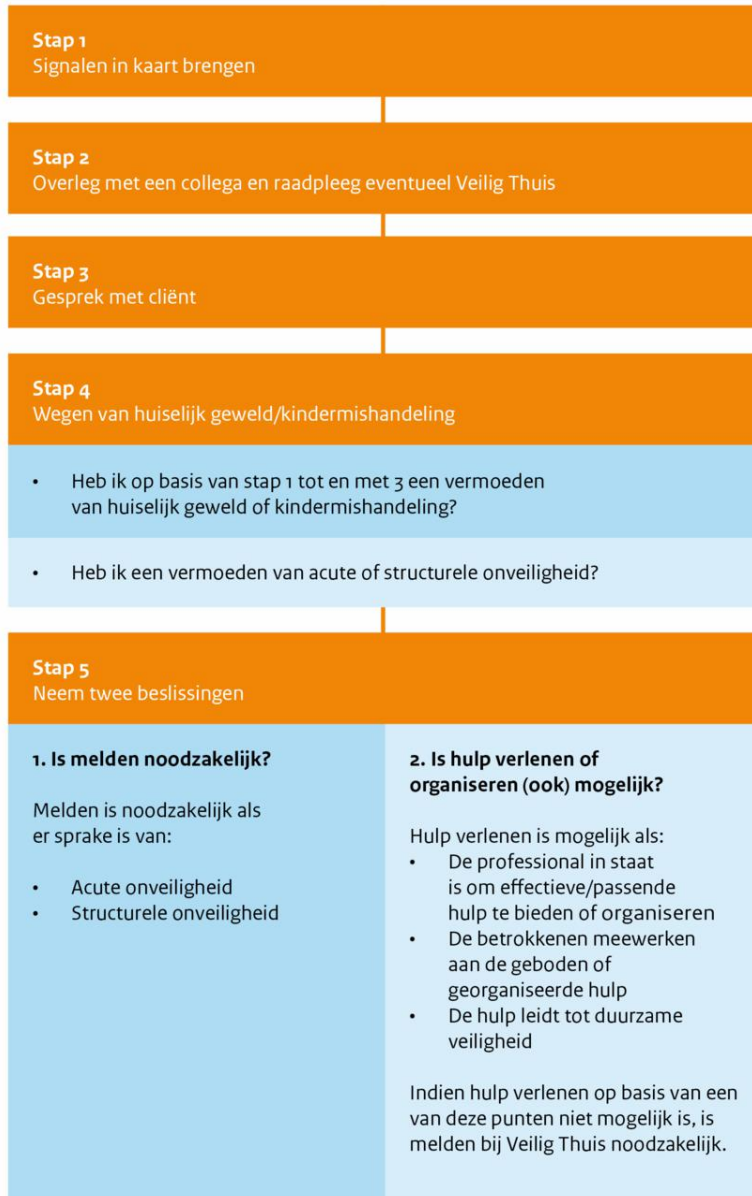 Stap 1
Signalen in kaart brengen
Stap 2
Overleg met een collega en raadpleeg eventueel Veilig Thuis
Stap 3
Gesprek met cliënt
Stap 4
Wegen van huiselijk geweld/kindermishandeling
• Heb ik op basis van stap 1 tot en met 3 een vermoeden
van huiselijk geweld of kindermishandeling?
• Heb ik een vermoeden van acute of structurele onveiligheid?
Stap 5
Neem twee beslissingen
1. Is melden noodzakelijk?
Melden is noodzakelijk als
er sprake is van:
• Acute onveiligheid
• Structurele onveiligheid
2. Is hulp verlenen of
organiseren (ook) mogelijk?
Hulp verlenen is mogelijk als:
• De professional in staat
is om effectieve/passende
hulp te bieden of organiseren
• De betrokkenen meewerken
aan de geboden of
georganiseerde hulp
• De hulp leidt tot duurzame
veiligheid
Indien hulp verlenen op basis van een
van deze punten niet mogelijk is, is
melden bij Veilig Thuis noodzakelijk.